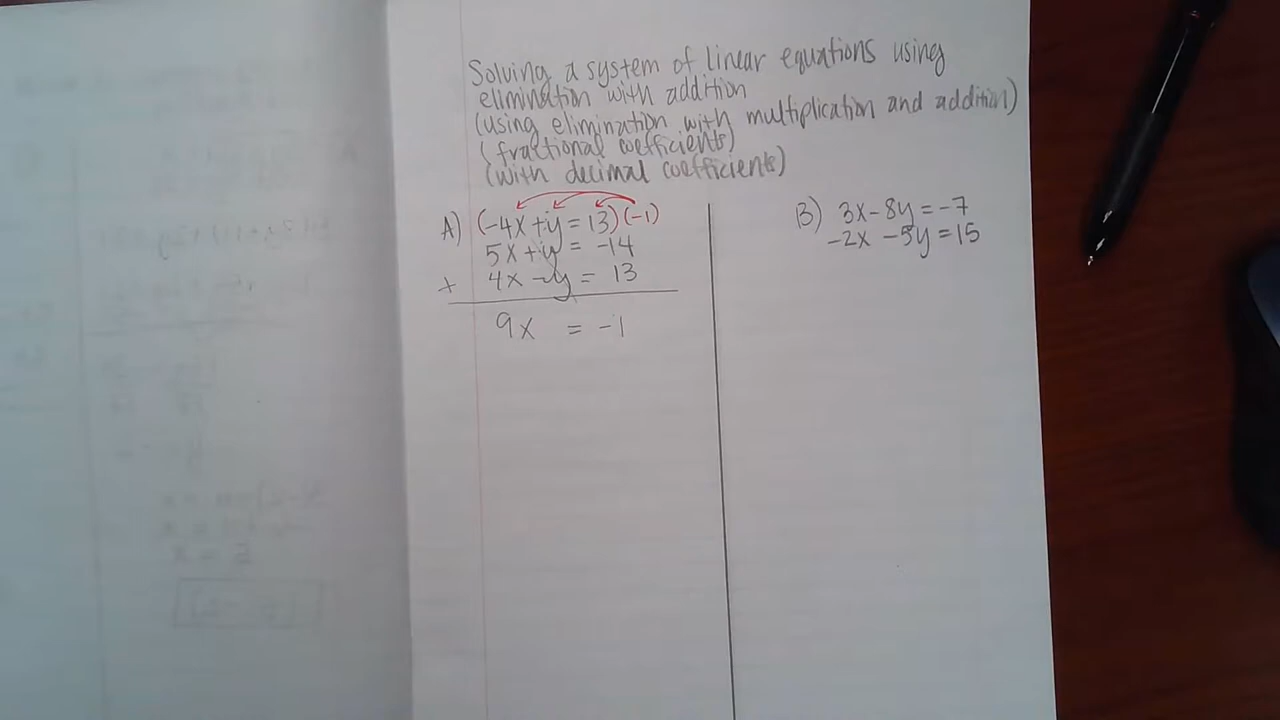 Solving a system of linear equations using
elimination with addition
(using elimination with multiplication and addition)
(fractional coefficients)
(with decimal coefficients)
A) (-4x+y=13)(-1)
5x+y = -14
+ 4x-y = 13
9x = -1
B) 3x-8y=-7
-2x -5y=15